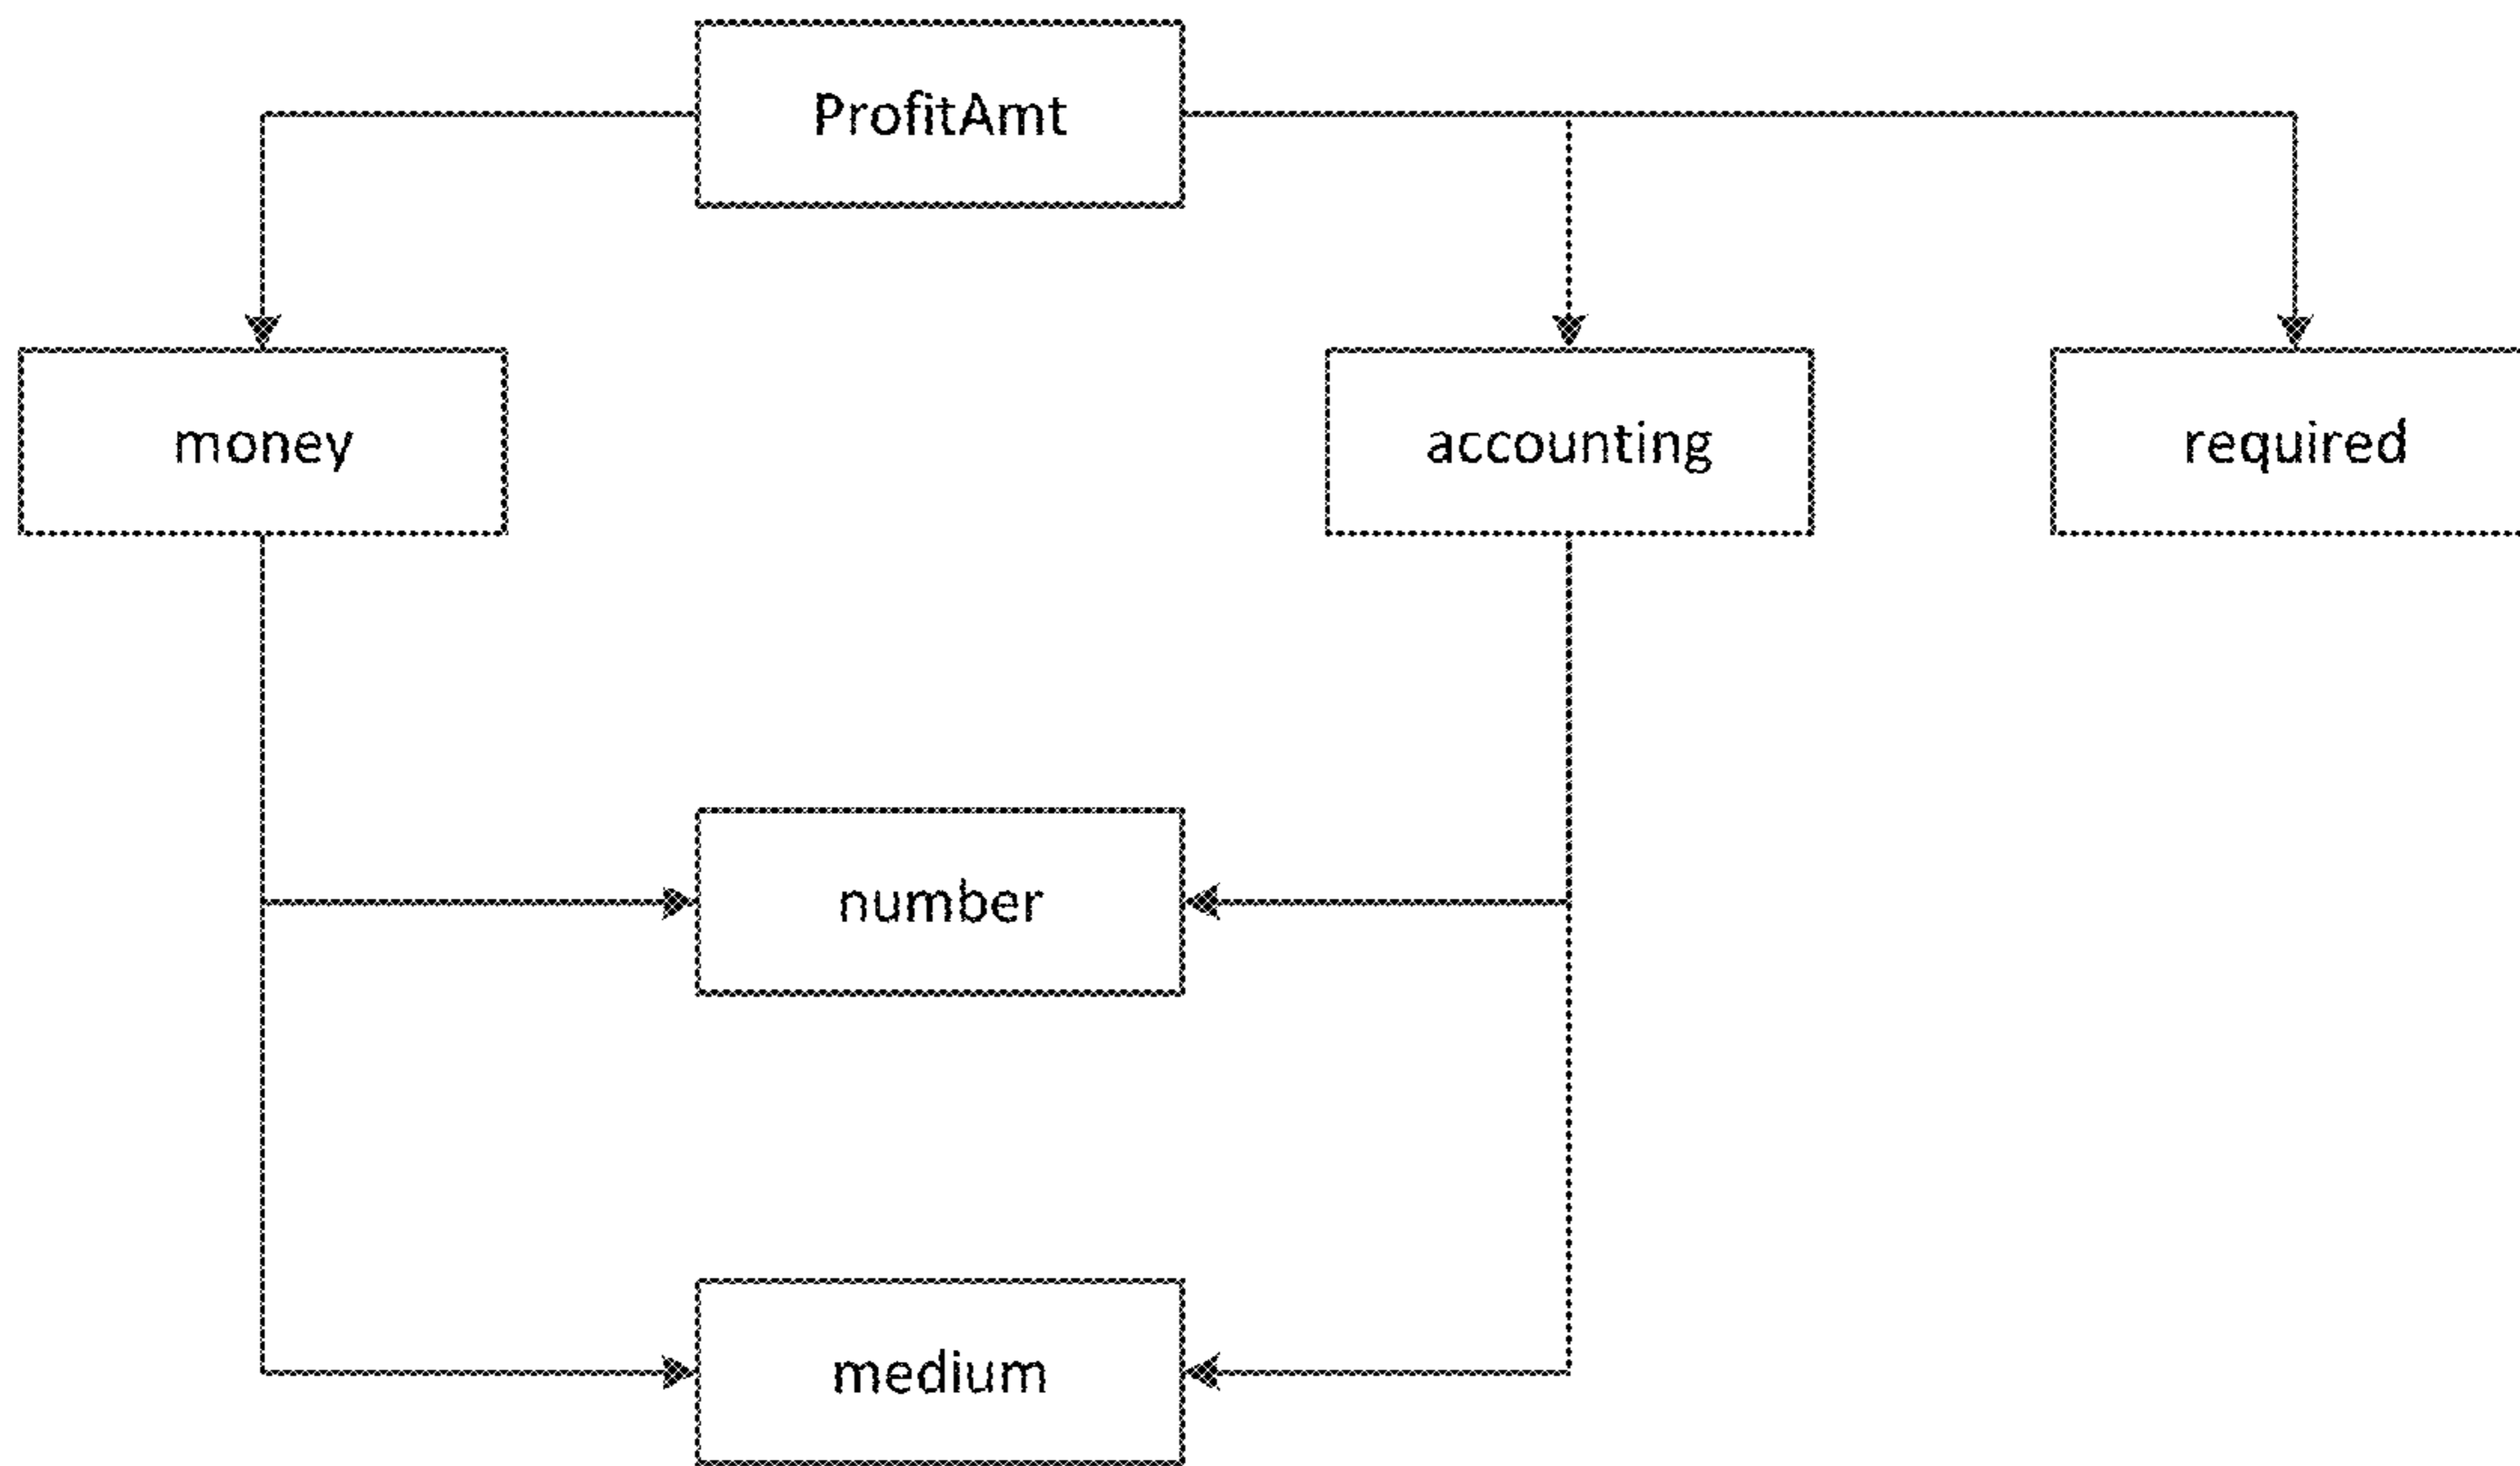 ProfitAmt
money
accounting
required
number
medium